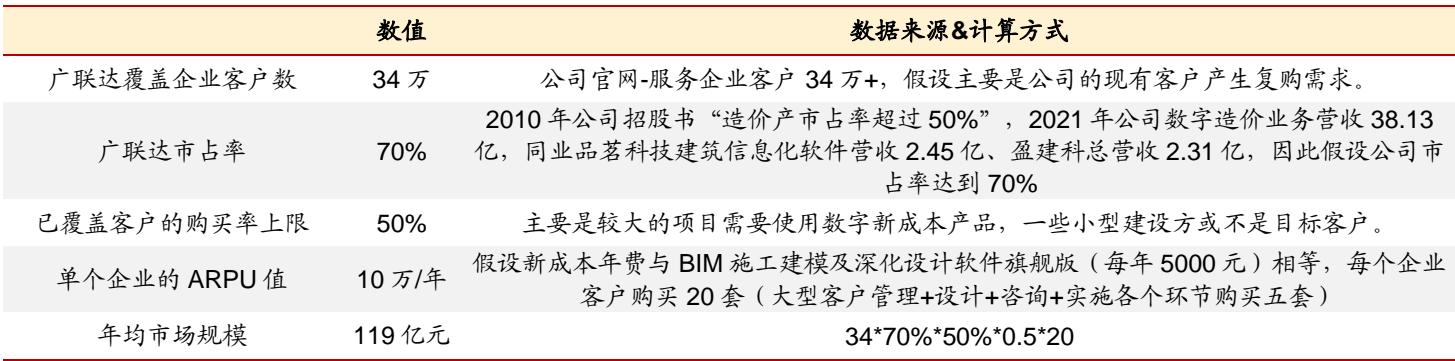 数值 数据来源&计算方式
广联达覆盖企业客户数 34 万 公司官网-服务企业客户 34 万+，假设主要是公司的现有客户产生复购需求。
2010 年公司招股书“造价产市占率超过 50%”，2021 年公司数字造价业务营收 38.13
广联达市占率 70% 亿，同业品茗科技建筑信息化软件营收 2.45 亿、盈建科总营收 2.31 亿，因此假设公司市
占率达到 70%
已覆盖客户的购买率上限 50% 主要是较大的项目需要使用数字新成本产品，一些小型建设方或不是目标客户。
单个企业的 ARPU 值 10 万/年 假设新成本年费与 BIM 施工建模及深化设计软件旗舰版（每年 5000 元）相等，每个企业
客户购买 20 套（大型客户管理+设计+咨询+实施各个环节购买五套）
年均市场规模 119 亿元 34*70%*50%*0.5*20